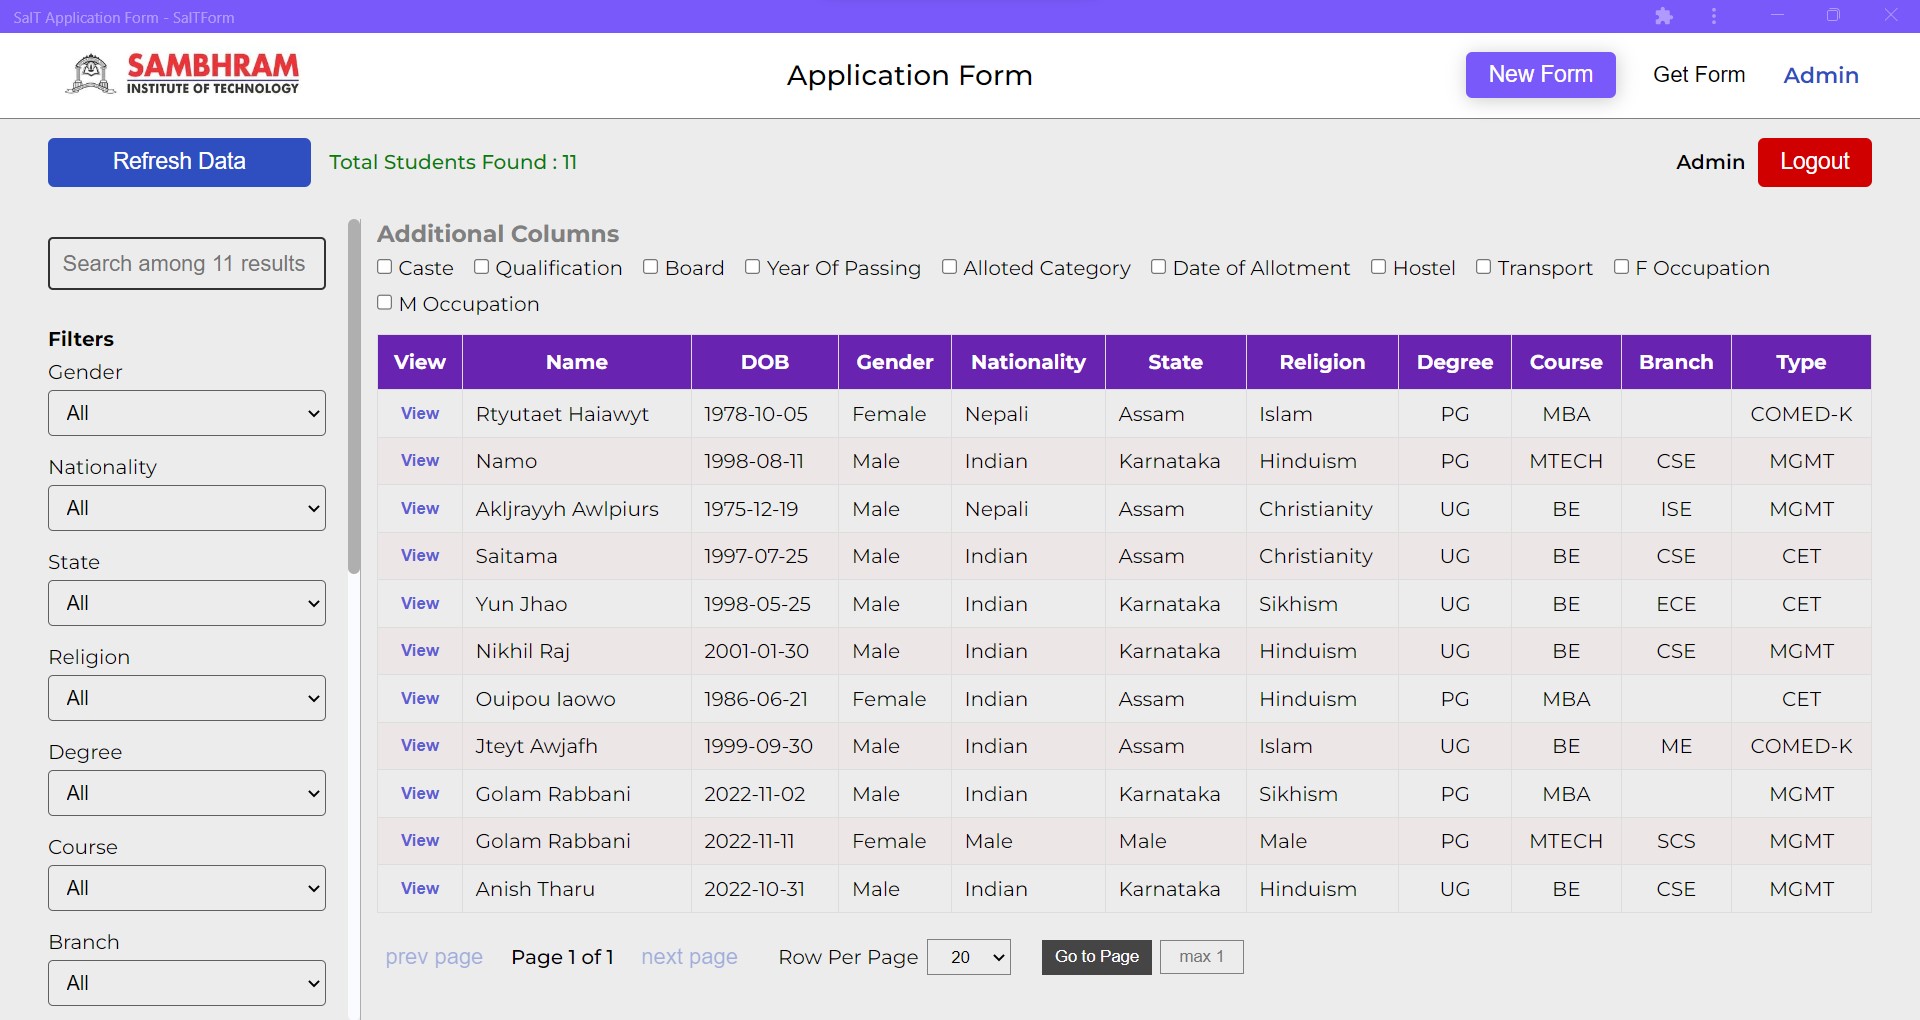 SaIT Application Form - SaITForm
SAMBHRAM
INSTITUTE OF TECHNOLOGY
Application Form
New Form
Get Form
Admin
Refresh Data
Total Students Found : 11
Admin
Logout
Search among 11 results
Filters
Gender
All
Nationality
All
State
All
Religion
All
Degree
All
Course
All
Branch
All
Additional Columns
Caste Qualification Board Year Of Passing Alloted Category Date of Allotment Hostel Transport F Occupation
M Occupation
View Name DOB Gender Nationality State Religion Degree Course Branch Type
View Rtyutaet Haiawyt 1978-10-05 Female Nepali Assam Islam PG MBA COMED-K
View Namo 1998-08-11 Male Indian Karnataka Hinduism PG MTECH CSE MGMT
View Akljrayyh Awlpiurs 1975-12-19 Male Nepali Assam Christianity UG BE ISE MGMT
View Saitama 1997-07-25 Male Indian Assam Christianity UG BE CSE CET
View Yun Jhao 1998-05-25 Male Indian Karnataka Sikhism UG BE ECE CET
View Nikhil Raj 2001-01-30 Male Indian Karnataka Hinduism UG BE CSE MGMT
View Ouipou Iaowo 1986-06-21 Female Indian Assam Hinduism PG MBA CET
View Jteyt Awjafh 1999-09-30 Male Indian Assam Islam UG BE ME COMED-K
View Golam Rabbani 2022-11-02 Male Indian Karnataka Sikhism PG MBA MGMT
View Golam Rabbani 2022-11-11 Female Male Male Male PG MTECH SCS MGMT
View Anish Tharu 2022-10-31 Male Indian Karnataka Hinduism UG BE CSE MGMT
prev page Page 1 of 1 next page Row Per Page 20 Go to Page max 1